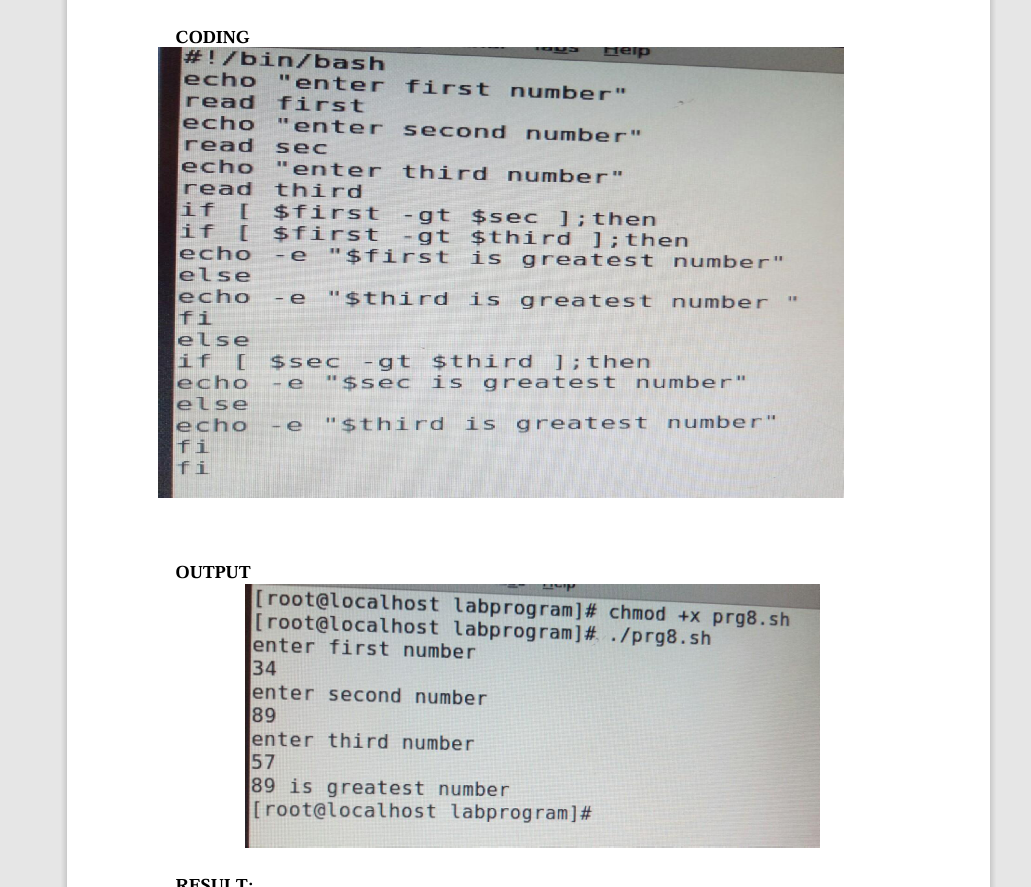 CODING
Help
#!/bin/bash
echo "enter first number"
read first
echo "enter second number"
read sec
echo "enter third number"
read third
if [ $first -gt $sec ];then
if [ $first -gt $third ];then
echo -e "$first is greatest number"
else
echo -e "$third is greatest number "
fi
else
if [ $sec -gt $third ];then
echo -e "$sec is greatest number"
else
echo -e "$third is greatest number"
fi
fi
OUTPUT
[root@localhost labprogram]# chmod +x prg8.sh
[root@localhost labprogram]# ./prg8.sh
enter first number
34
enter second number
89
enter third number
57
89 is greatest number
[root@localhost labprogram]#
RESULT: